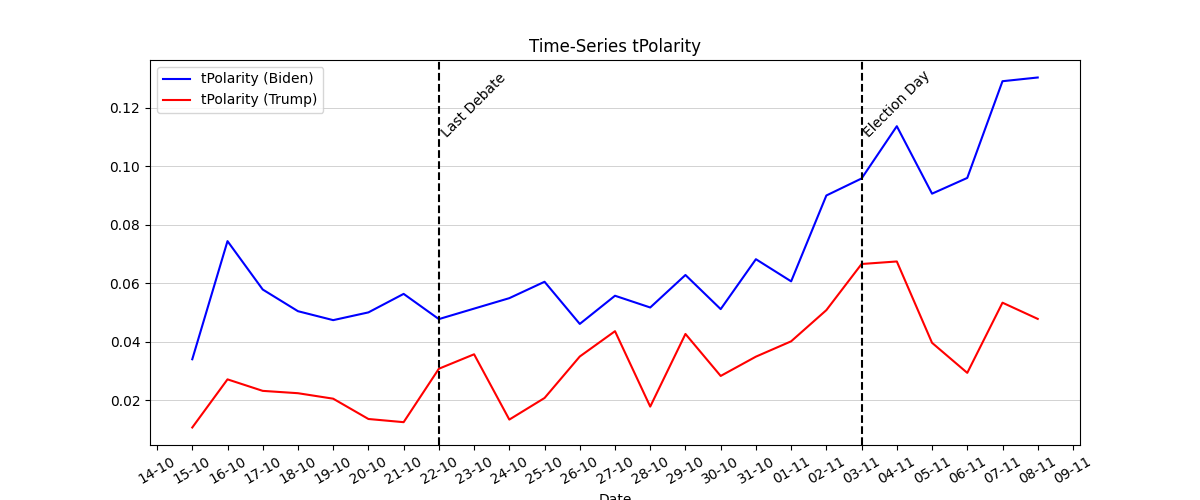 Time-Series tPolarity
tPolarity (Biden)
tPolarity (Trump)
Last Debate
Election Day
0.12
0.10
0.08
0.06
0.04
0.02
14-10 15-10 16-10 17-10 18-10 19-10 20-10 21-10 22-10 23-10 24-10 25-10 26-10 27-10 28-10 29-10 30-10 31-10 01-11 02-11 03-11 04-11 05-11 06-11 07-11 08-11 09-11
Date